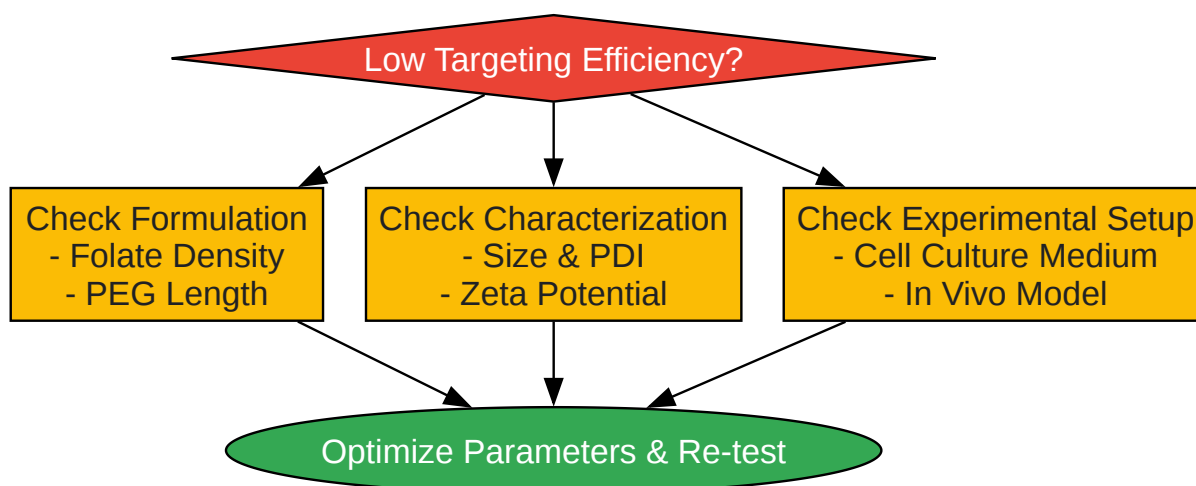 Low Targeting Efficiency?
Check Formulation
- Folate Density
- PEG Length
Check Characterization
- Size & PDI
- Zeta Potential
Check Experimental Setup
- Cell Culture Medium
- In Vivo Model
Optimize Parameters & Re-test